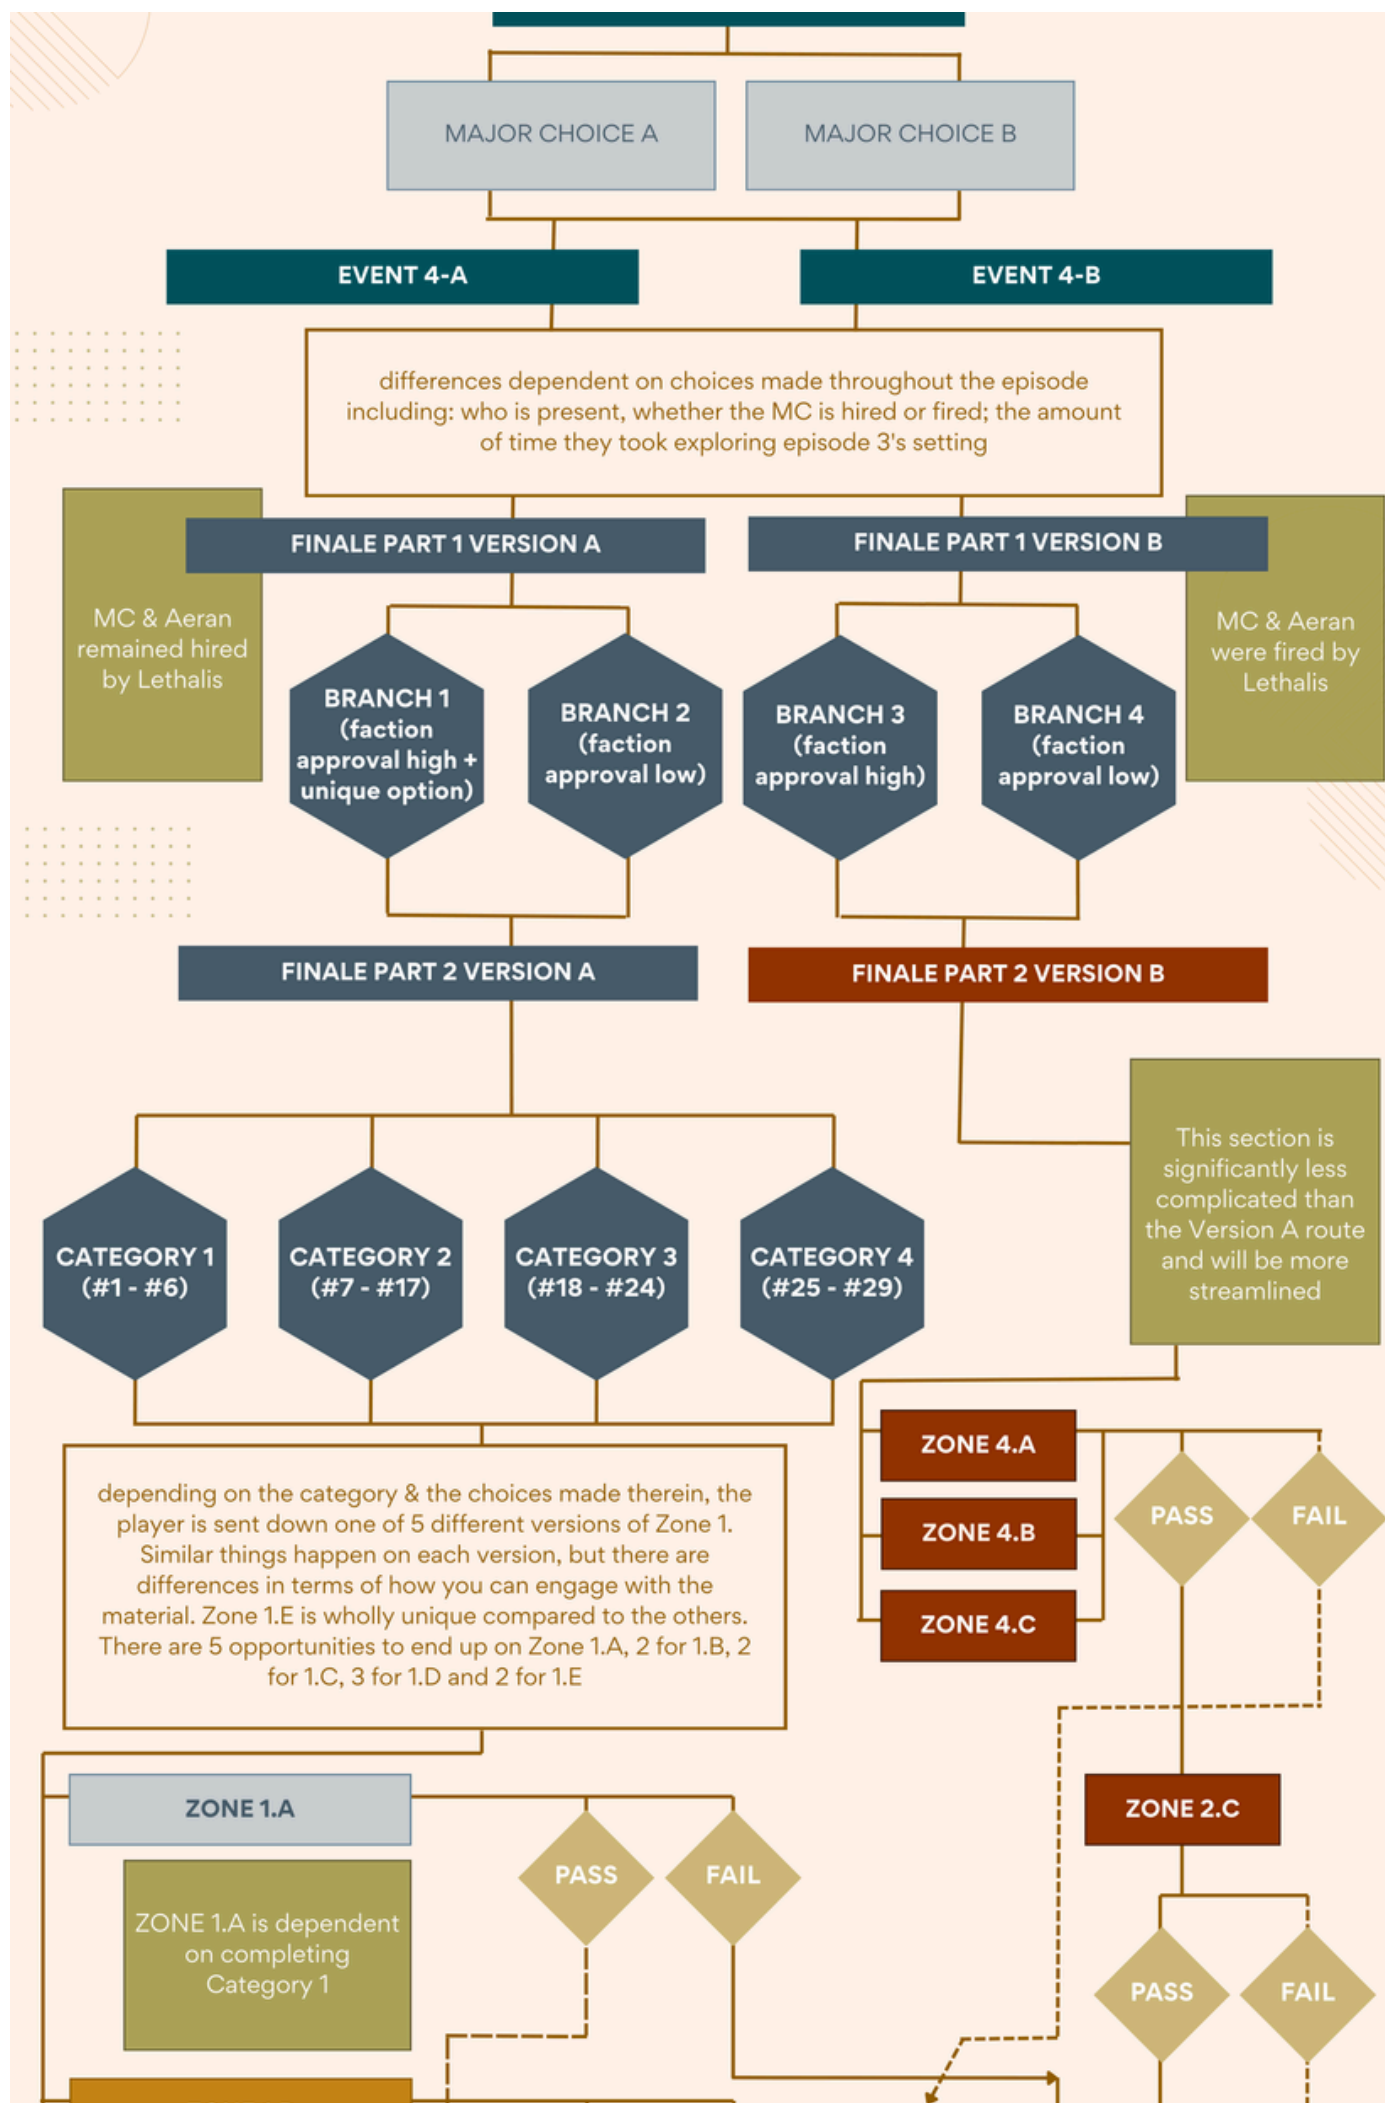 MAJOR CHOICE A
MAJOR CHOICE B
EVENT 4-A
EVENT 4-B
differences dependent on choices made throughout the episode
including: who is present, whether the MC is hired or fired; the amount
of time they took exploring episode 3's setting
FINALE PART 1 VERSION A
FINALE PART 1 VERSION B
MC & Aeran
remained hired
by Lethalis
MC & Aeran
were fired by
Lethalis
BRANCH 1
(faction
approval high +
unique option)
BRANCH 2
(faction
approval low)
BRANCH 3
(faction
approval high)
BRANCH 4
(faction
approval low)
FINALE PART 2 VERSION A
FINALE PART 2 VERSION B
This section is
significantly less
complicated than
the Version A route
and will be more
streamlined
CATEGORY 1
(#1 - #6)
CATEGORY 2
(#7 - #17)
CATEGORY 3
(#18 - #24)
CATEGORY 4
(#25 - #29)
depending on the category & the choices made therein, the
player is sent down one of 5 different versions of Zone 1.
Similar things happen on each version, but there are
differences in terms of how you can engage with the
material. Zone 1.E is wholly unique compared to the others.
There are 5 opportunities to end up on Zone 1.A, 2 for 1.B, 2
for 1.C, 3 for 1.D and 2 for 1.E
ZONE 4.A
ZONE 4.B
ZONE 4.C
PASS
FAIL
ZONE 1.A
PASS
FAIL
ZONE 2.C
ZONE 1.A is dependent
on completing
Category 1
PASS
FAIL